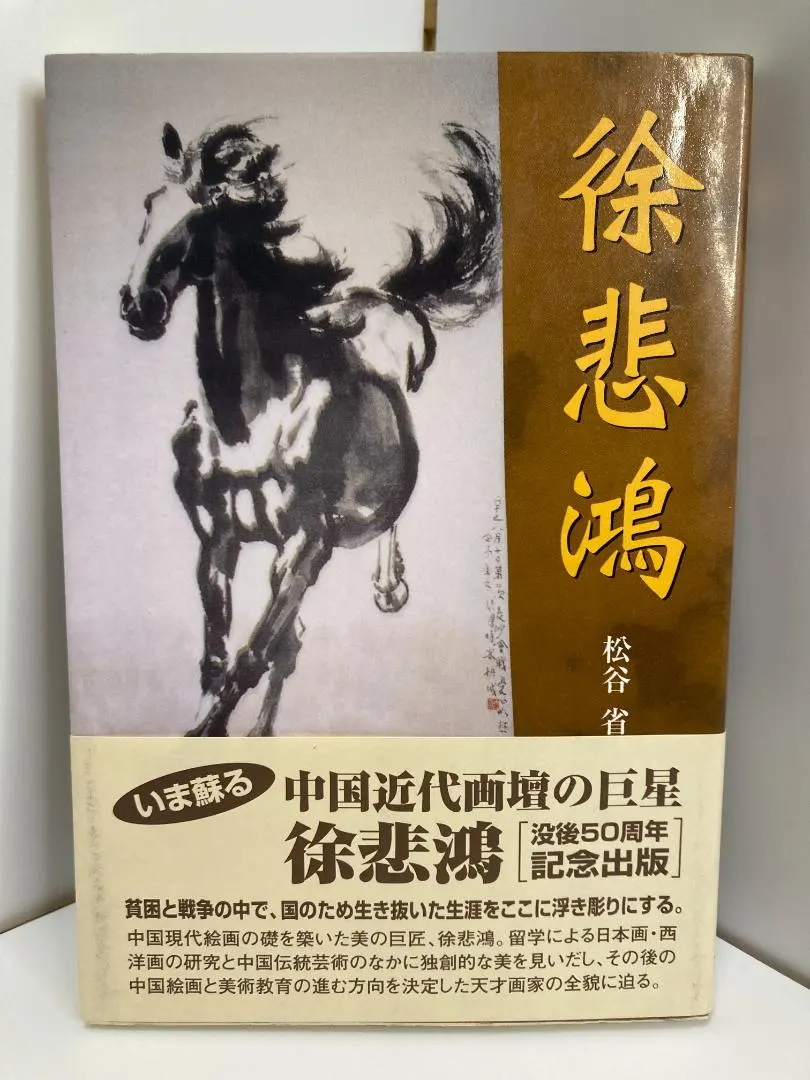 徐悲鴻
松谷 省
いま蘇る
中国近代画壇の巨星
徐悲鴻
没後50周年
記念出版
貧困と戦争の中で、国のため生き抜いた生涯をここに浮き彫りにする。
中国現代絵画の礎を築いた美の巨匠、徐悲鴻。留学による日本画・西
洋画の研究と中国伝統芸術のなかに独創的な美を見いだし、その後の
中国絵画と美術教育の進む方向を決定した天才画家の全貌に迫る。